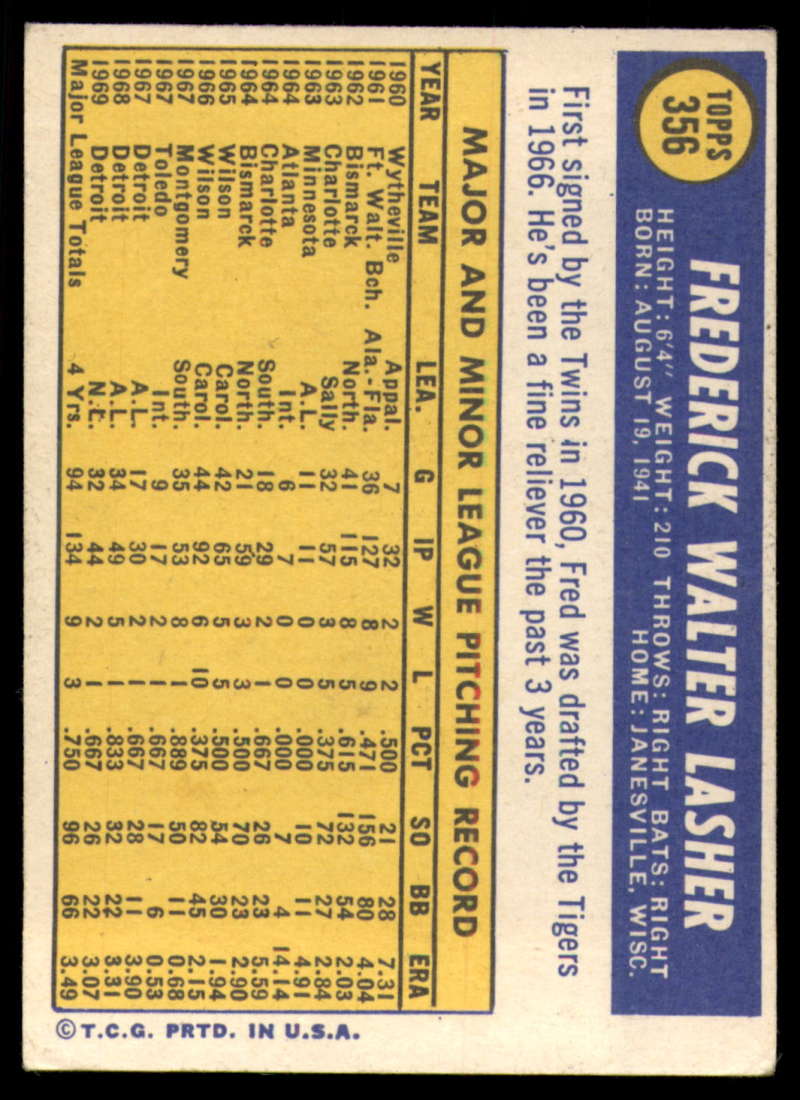 TOPPS
356
FREDERICK WALTER LASHER
HEIGHT: 6'4" WEIGHT: 210 THROWS: RIGHT BATS: RIGHT
BORN: AUGUST 19, 1941 HOME: JANESVILLE, WISC.
First signed by the Twins in 1960, Fred was drafted by the Tigers
in 1966. He's been a fine reliever the past 3 years.
MAJOR AND MINOR LEAGUE PITCHING RECORD
YEAR TEAM LEA. G IP W L PCT SO BB ERA
1960 Wytheville Appal. 7 32 2 2 .500 21 28 7.31
1961 Ft. Walt. Bch. Ala.-Fla. 36 127 8 9 .471 156 80 4.04
1962 Bismarck North. 41 115 8 5 .615 132 54 2.03
1963 Charlotte Sally 32 57 3 5 .375 72 27 2.84
1963 Minnesota A.L. 11 11 0 0 .000 10 11 4.91
1964 Atlanta Int. 6 7 0 0 .000 7 4 14.14
1964 Charlotte South. 18 29 2 1 .667 26 23 5.59
1964 Bismarck North. 21 59 3 3 .500 70 23 2.90
1965 Wilson Carol. 42 65 5 5 .500 54 30 1.94
1966 Wilson Carol. 44 92 6 10 .375 82 45 2.15
1967 Montgomery South. 35 53 8 1 .889 50 11 0.68
1967 Toledo Int. 9 17 2 1 .667 17 6 0.53
1967 Detroit A.L. 17 30 2 1 .667 28 11 3.90
1968 Detroit A.L. 34 49 5 1 .833 32 22 3.31
1969 Detroit N.L. 32 44 2 1 .667 26 22 3.07
Major League Totals 4 Yrs. 94 134 9 3 .750 96 66 3.49
©T.C.G. PRTD. IN U.S.A.